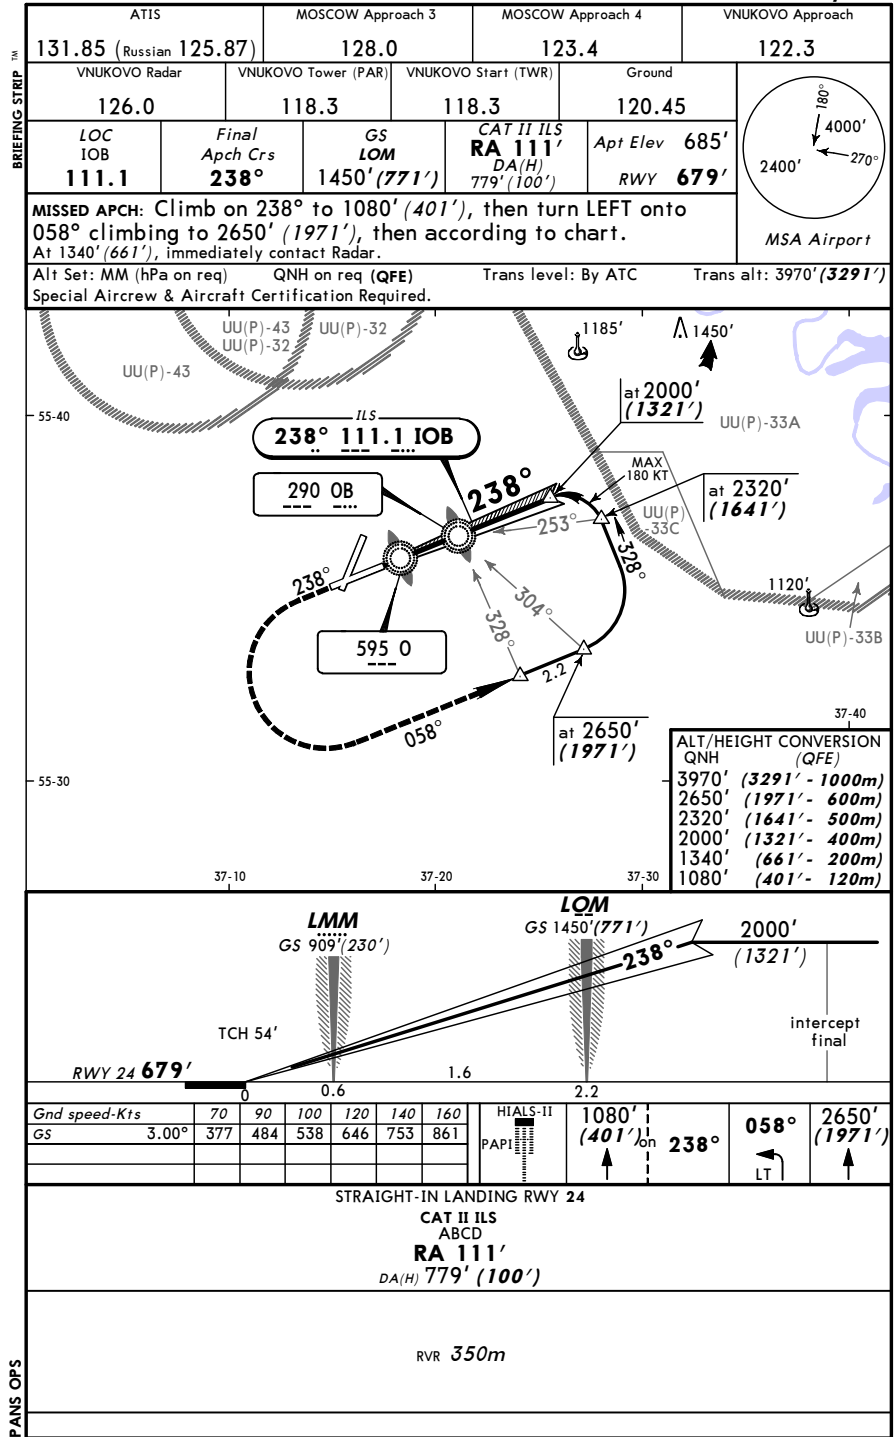 ATIS
131.85 (Russian 125.87)
MOSCOW Approach 3
128.0
MOSCOW Approach 4
123.4
VNUKOVO Approach
122.3
VNUKOVO Radar
126.0
VNUKOVO Tower (PAR)
118.3
VNUKOVO Start (TWR)
118.3
Ground
120.45
BRIEFING STRIP TM
LOC
IOB
111.1
Final
Apch Crs
238°
GS
LOM
1450'(771')
CAT II ILS
RA 111'
DA(H)
779'(100')
Apt Elev 685'
RWY 679'
180°
4000'
270°
2400'
MSA Airport
MISSED APCH: Climb on 238° to 1080' (401'), then turn LEFT onto
058° climbing to 2650' (1971'), then according to chart.
At 1340' (661'), immediately contact Radar.
Alt Set: MM (hPa on req) QNH on req (QFE) Trans level: By ATC Trans alt: 3970'(3291')
Special Aircrew & Aircraft Certification Required.
UU(P)-43
UU(P)-32
UU(P)-32
UU(P)-43
1185'
1450'
55-40
at 2000'
(1321')
UU(P)-33A
ILS
238° 111.1 IOB
MAX
180 KT
290 OB
238°
at 2320'
(1641')
253°
UU(P)
-33C
328°
238°
304°
328°
1120'
595 O
UU(P)-33B
2.2
058°
at 2650'
(1971')
37-40
55-30
37-10
37-20
37-30
ALT/HEIGHT CONVERSION
QNH (QFE)
3970' (3291' - 1000m)
2650' (1971' - 600m)
2320' (1641' - 500m)
2000' (1321' - 400m)
1340' (661' - 200m)
1080' (401' - 120m)
LMM
GS 909'(230')
LOM
GS 1450'(771')
2000'
(1321')
238°
TCH 54'
intercept
final
RWY 24 679'
1.6
0
0.6
2.2
Gnd speed-Kts 70 90 100 120 140 160
GS 3.00° 377 484 538 646 753 861
HIALS-II
PAPI
1080'
(401')
on
238°
058°
LT
2650'
(1971')
STRAIGHT-IN LANDING RWY 24
CAT II ILS
ABCD
RA 111'
DA(H) 779' (100')
RVR 350m
PANS OPS